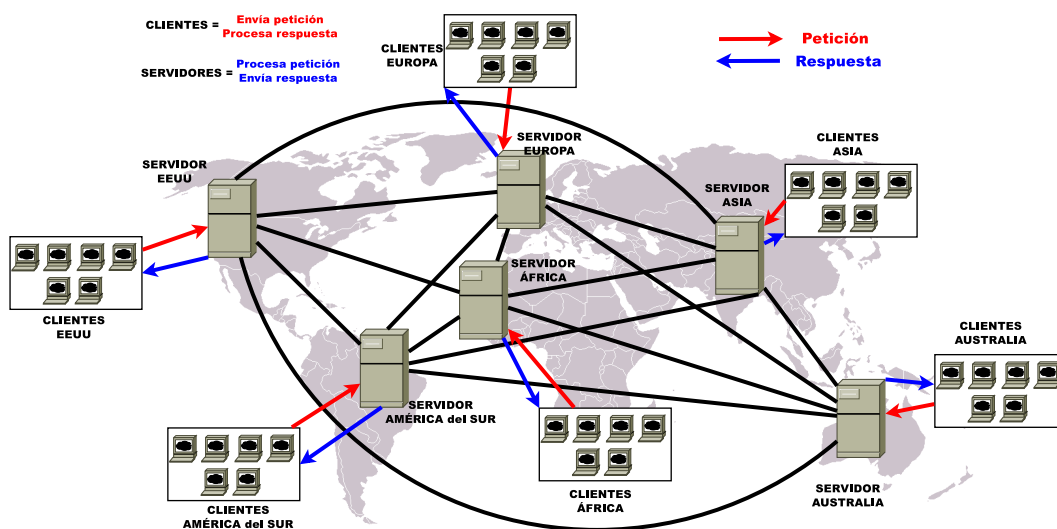 CLIENTES = Envía petición
Procesa respuesta
SERVIDORES = Procesa petición
Envía respuesta
CLIENTES
EUROPA
Petición
Respuesta
SERVIDOR
EUROPA
CLIENTES
ASIA
SERVIDOR
EEUU
SERVIDOR
ASIA
SERVIDOR
ÁFRICA
CLIENTES
EEUU
CLIENTES
AUSTRALIA
SERVIDOR
AMÉRICA del SUR
CLIENTES
AMÉRICA del SUR
CLIENTES
ÁFRICA
SERVIDOR
AUSTRALIA